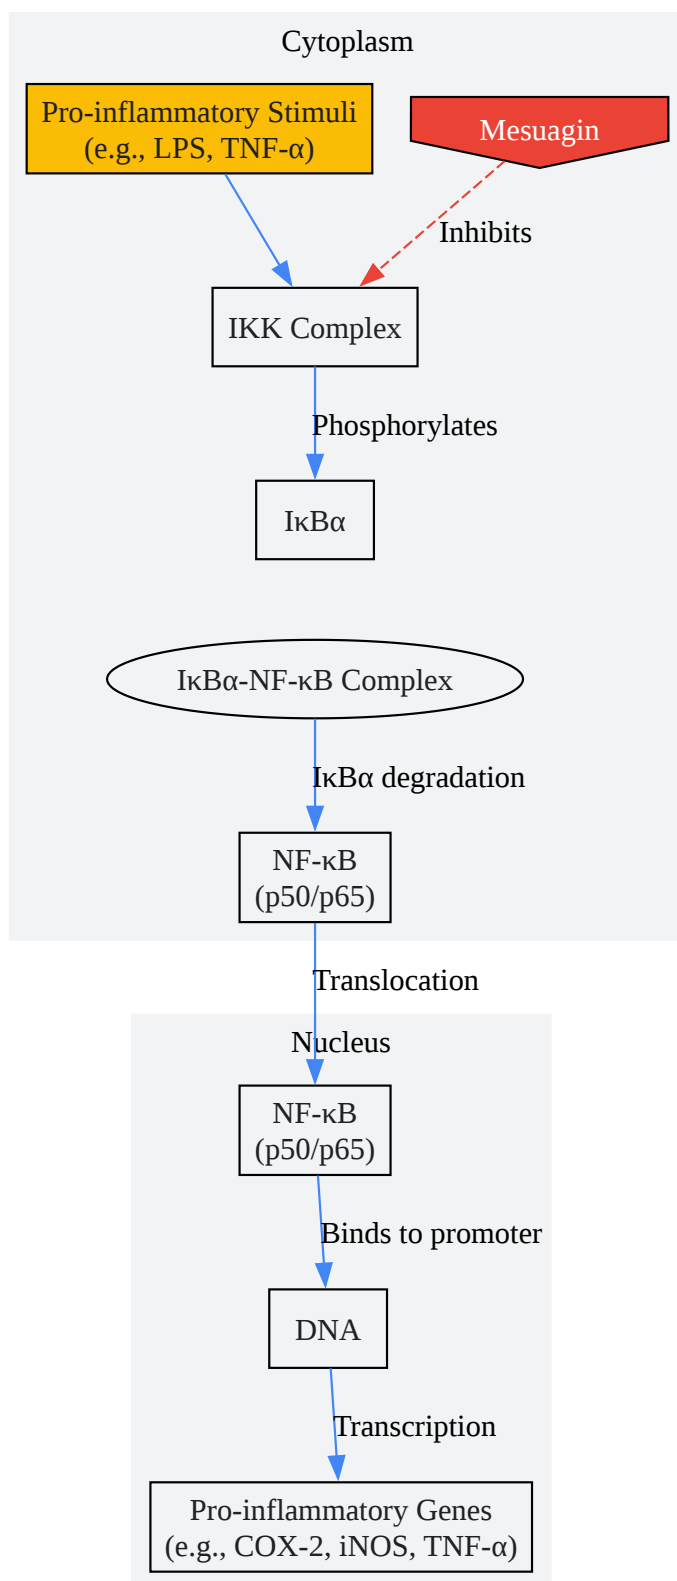 Cytoplasm
Pro-inflammatory Stimuli
(e.g., LPS, TNF-α)
Mesuagin
Inhibits
IKK Complex
Phosphorylates
IκBα
IκBα-NF-κB Complex
IκBα degradation
NF-κB
(p50/p65)
Translocation
Nucleus
NF-κB
(p50/p65)
Binds to promoter
DNA
Transcription
Pro-inflammatory Genes
(e.g., COX-2, iNOS, TNF-α)